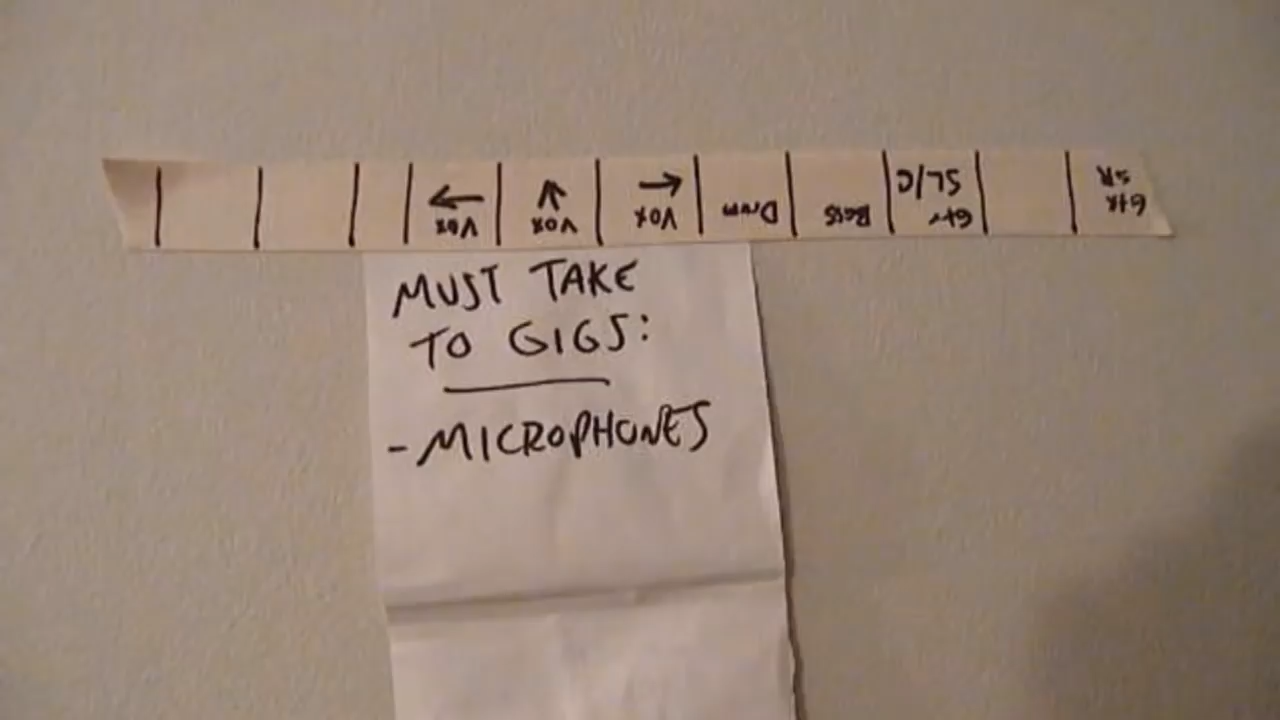 Gtr
SR
Gtr
SL/C
Bass
Drum
Vox
←
Vox
↓
Vox
→
MUST TAKE
TO GIGS:
- MICROPHONES